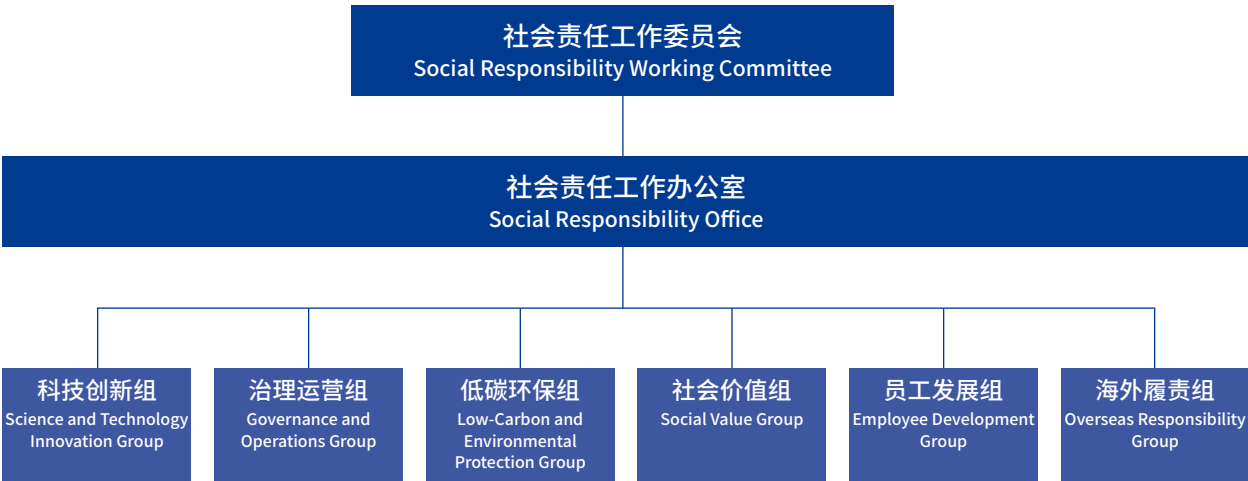 社会责任工作委员会
Social Responsibility Working Committee
社会责任工作办公室
Social Responsibility Office
科技创新组
Science and Technology
Innovation Group
治理运营组
Governance and
Operations Group
低碳环保组
Low-Carbon and
Environmental
Protection Group
社会价值组
Social Value Group
员工发展组
Employee Development
Group
海外履责组
Overseas Responsibility
Group